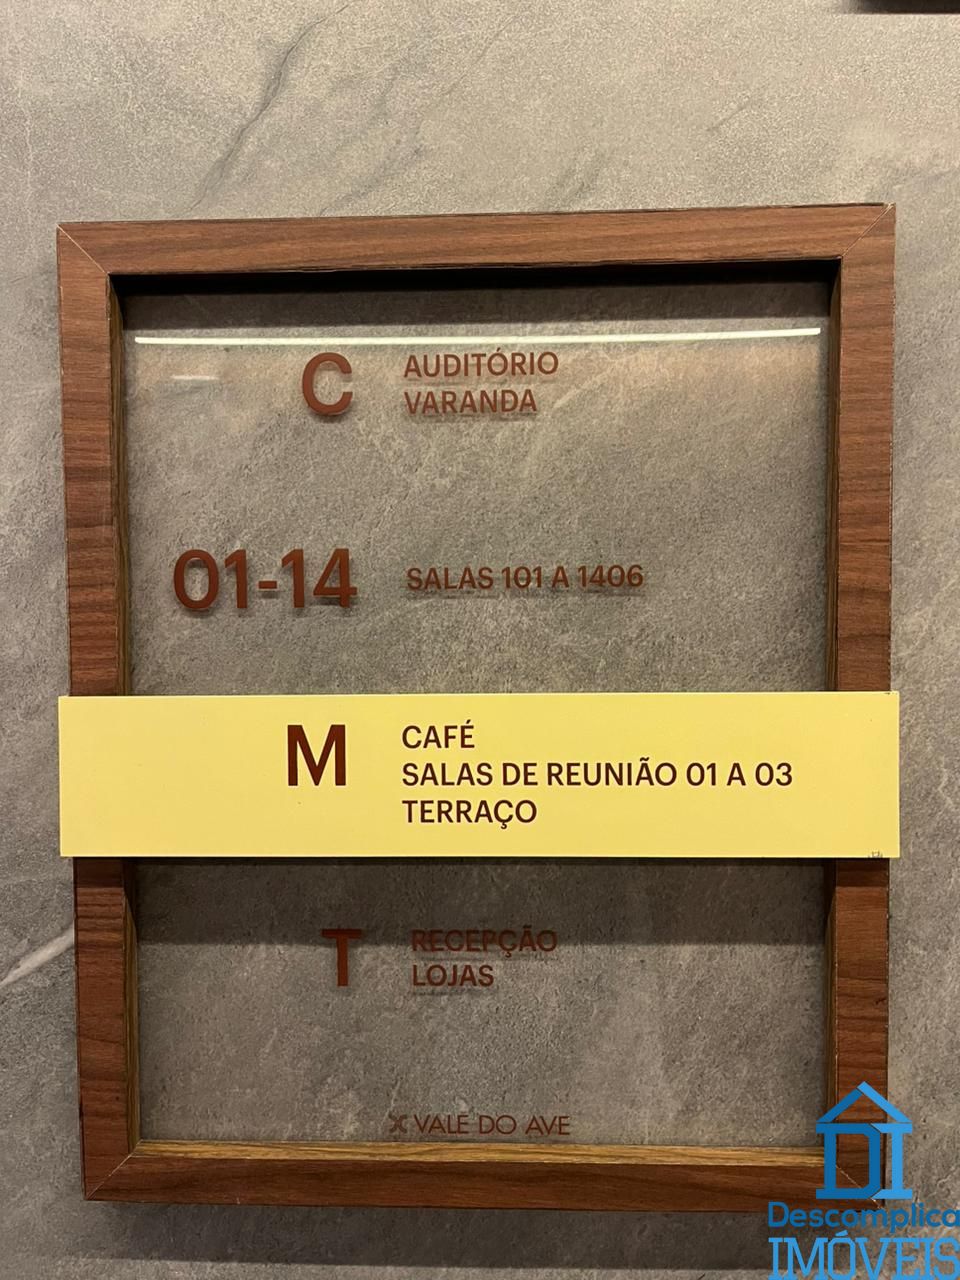 C
AUDITÓRIO
VARANDA
01-14
SALAS 101 A 1406
M
CAFÉ
SALAS DE REUNIÃO 01 A 03
TERRAÇO
T
RECEPÇÃO
LOJAS
VALE DO AVE
DI
Descomplica
IMÓVEIS